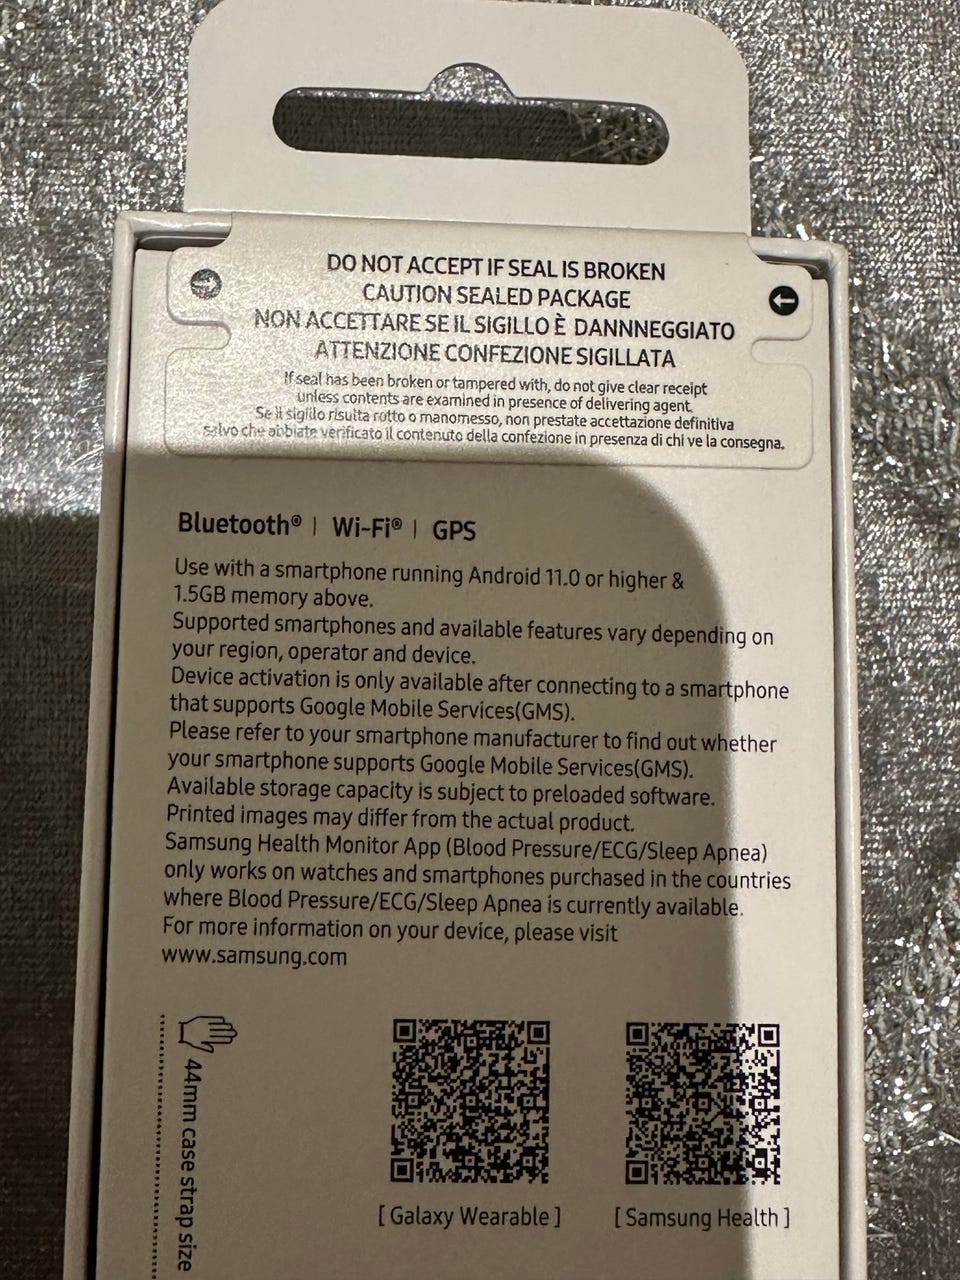 DO NOT ACCEPT IF SEAL IS BROKEN
CAUTION SEALED PACKAGE
NON ACCETTARE SE IL SIGILLO È DANNNEGGIATO
ATTENZIONE CONFEZIONE SIGILLATA
If seal has been broken or tampered with, do not give clear receipt
unless contents are examined in presence of delivering agent.
Se il sigillo risulta rotto o manomesso, non prestate accettazione definitiva
salvo che abbiate verificato il contenuto della confezione in presenza di chi ve la consegna.
Bluetooth® | Wi-Fi® | GPS
Use with a smartphone running Android 11.0 or higher &
1.5GB memory above.
Supported smartphones and available features vary depending on
your region, operator and device.
Device activation is only available after connecting to a smartphone
that supports Google Mobile Services(GMS).
Please refer to your smartphone manufacturer to find out whether
your smartphone supports Google Mobile Services(GMS).
Available storage capacity is subject to preloaded software.
Printed images may differ from the actual product.
Samsung Health Monitor App (Blood Pressure/ECG/Sleep Apnea)
only works on watches and smartphones purchased in the countries
where Blood Pressure/ECG/Sleep Apnea is currently available.
For more information on your device, please visit
www.samsung.com
44mm case strap size
[ Galaxy Wearable ]
[ Samsung Health ]